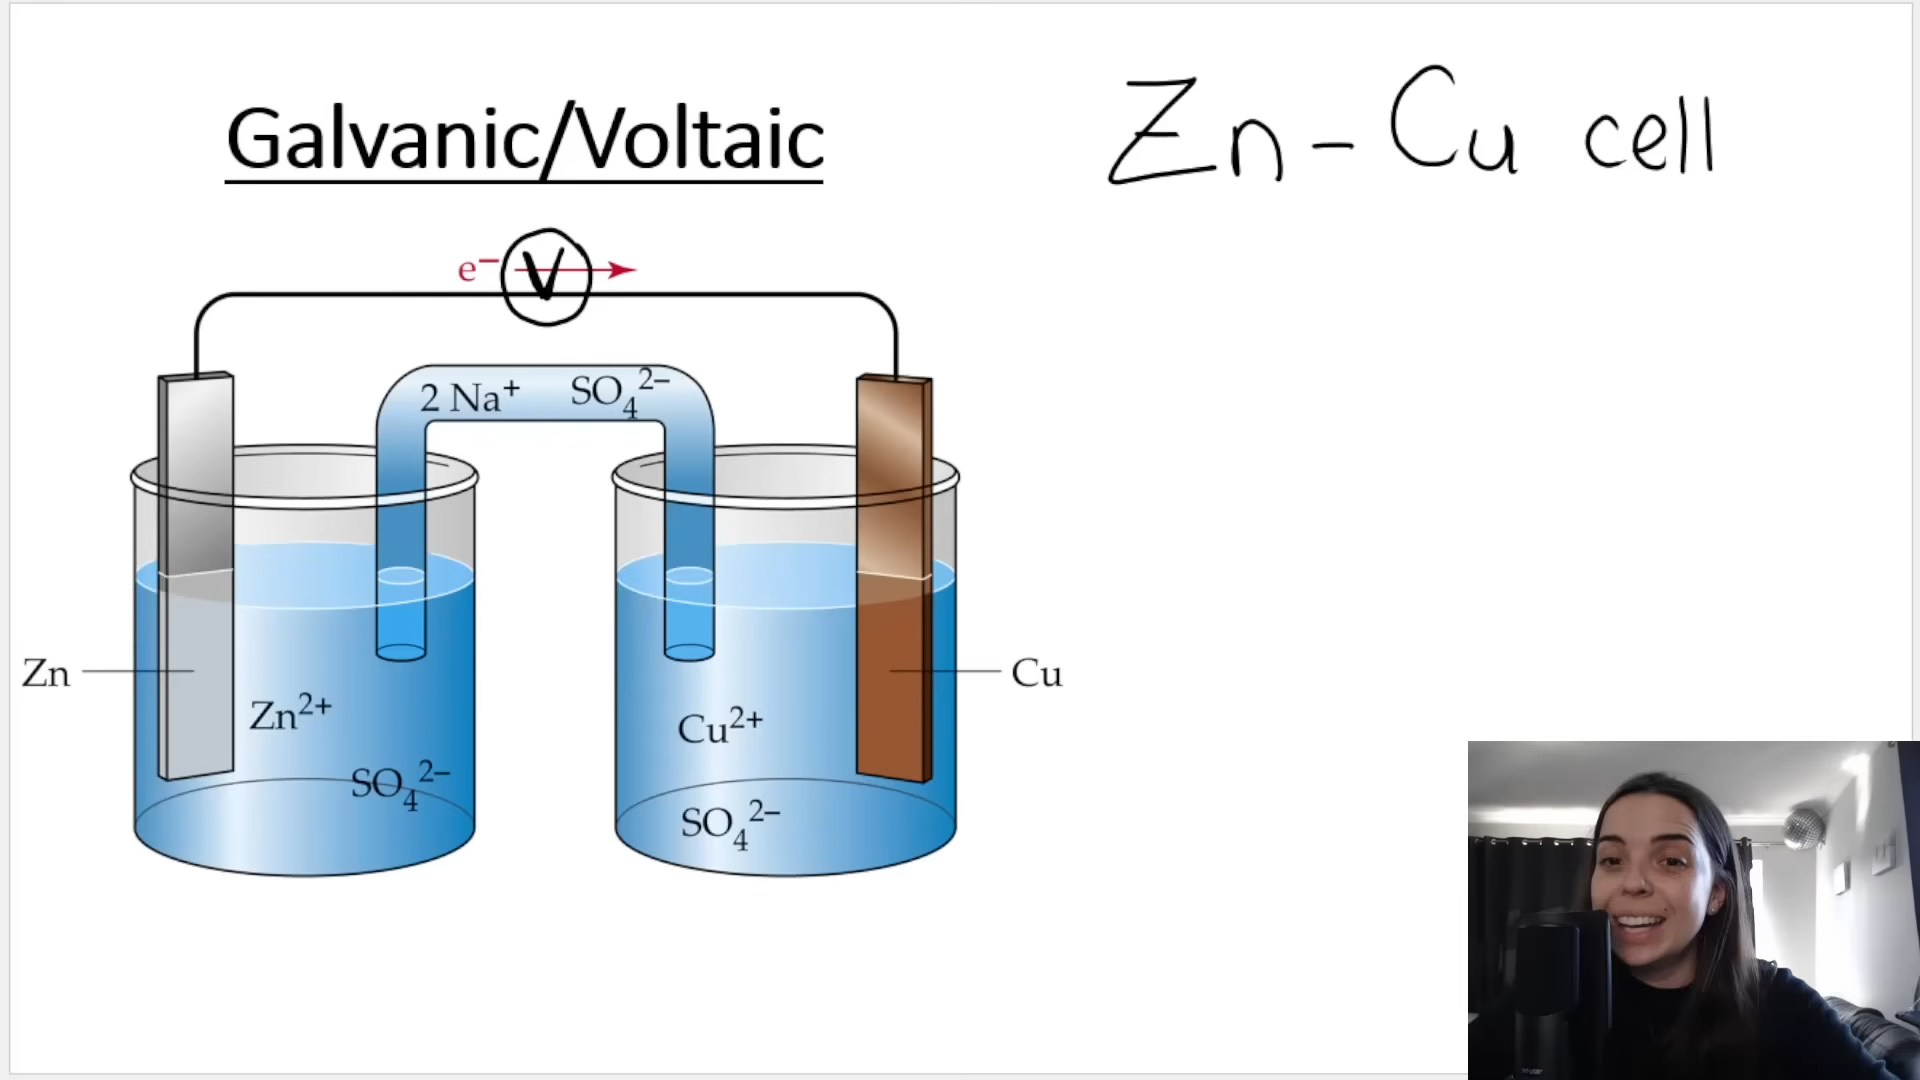 Galvanic/Voltaic
Zn - Cu cell
e⁻ V
2 Na⁺ SO₄²⁻
Zn
Zn²⁺
SO₄²⁻
Cu²⁺
SO₄²⁻
Cu